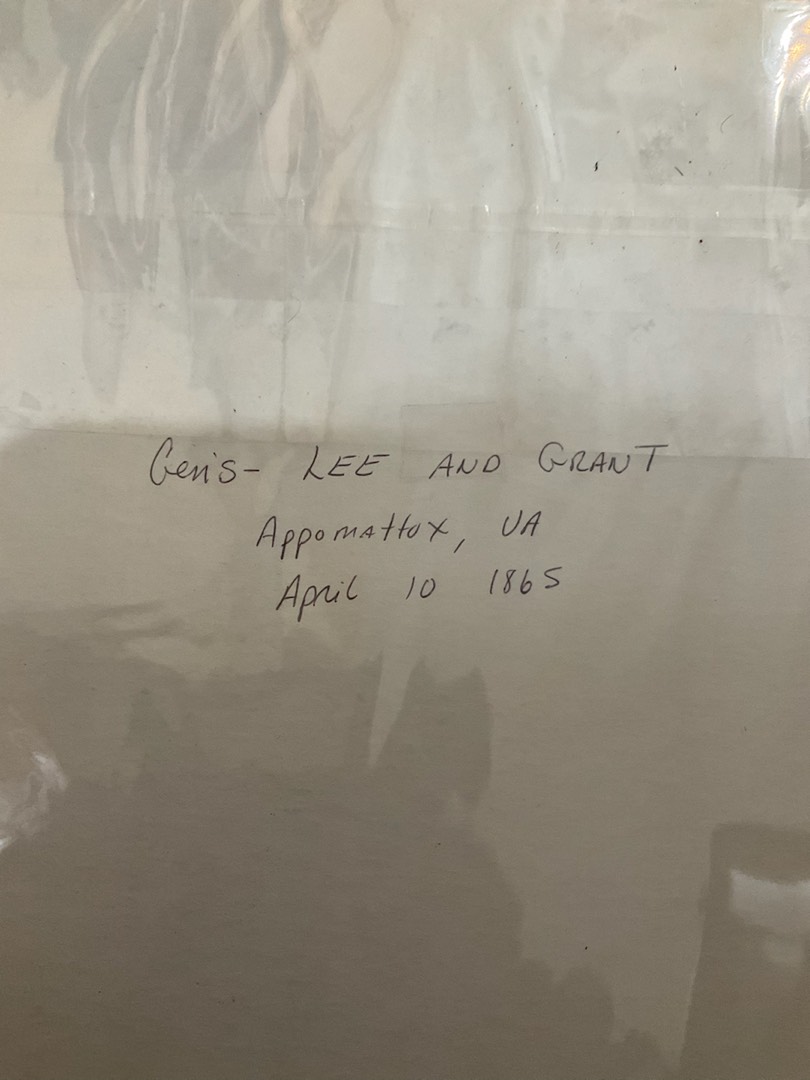 Gen's- LEE AND GRANT
Appomattox, VA
April 10 1865